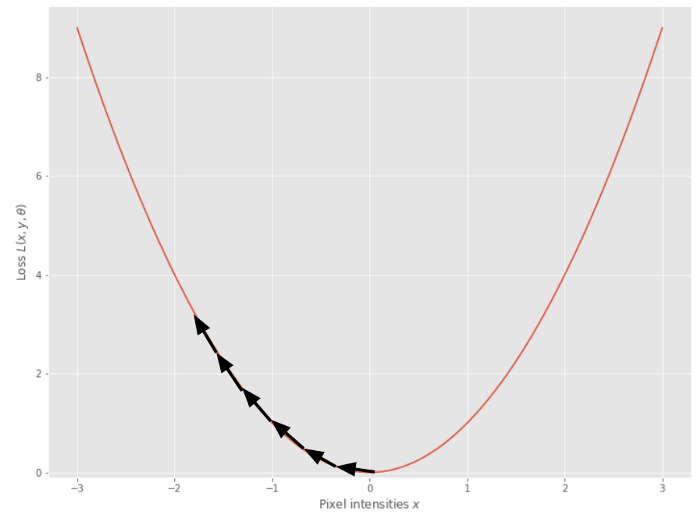 Loss L(x, y, θ)
8
6
4
2
0
−3 −2 −1 0 1 2 3
Pixel intensities x